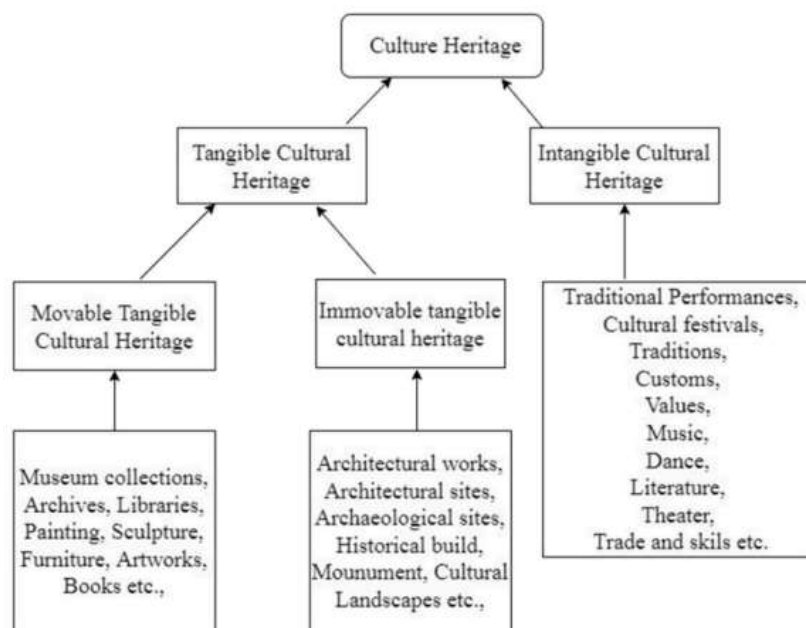 Culture Heritage
Tangible Cultural
Heritage
Intangible Cultural
Heritage
Movable Tangible
Cultural Heritage
Immovable tangible
cultural heritage
Traditional Performances,
Cultural festivals,
Traditions,
Customs,
Values,
Music,
Dance,
Literature,
Theater,
Trade and skils etc.
Museum collections,
Archives, Libraries,
Painting, Sculpture,
Furniture, Artworks,
Books etc.,
Architectural works,
Architectural sites,
Archaeological sites,
Historical build,
Mounument, Cultural
Landscapes etc.,